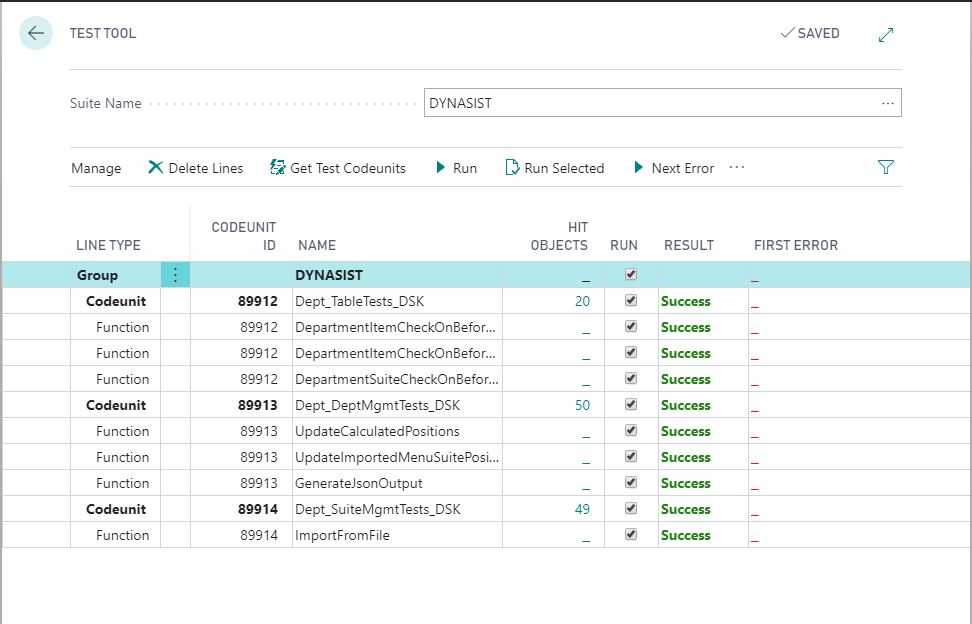 TEST TOOL ✓ SAVED
Suite Name DYNASIST ...
Manage Delete Lines Get Test Codeunits Run Run Selected Next Error ...
LINE TYPE CODEUNIT ID NAME HIT OBJECTS RUN RESULT FIRST ERROR
Group DYNASIST _ _
Codeunit 89912 Dept_TableTests_DSK 20 Success _
Function 89912 DepartmentItemCheckOnBefor... _ Success _
Function 89912 DepartmentItemCheckOnBefor... _ Success _
Function 89912 DepartmentSuiteCheckOnBefor... _ Success _
Codeunit 89913 Dept_DeptMgmtTests_DSK 50 Success _
Function 89913 UpdateCalculatedPositions _ Success _
Function 89913 UpdateImportedMenuSuitePosi... _ Success _
Function 89913 GenerateJsonOutput _ Success _
Codeunit 89914 Dept_SuiteMgmtTests_DSK 49 Success _
Function 89914 ImportFromFile _ Success _